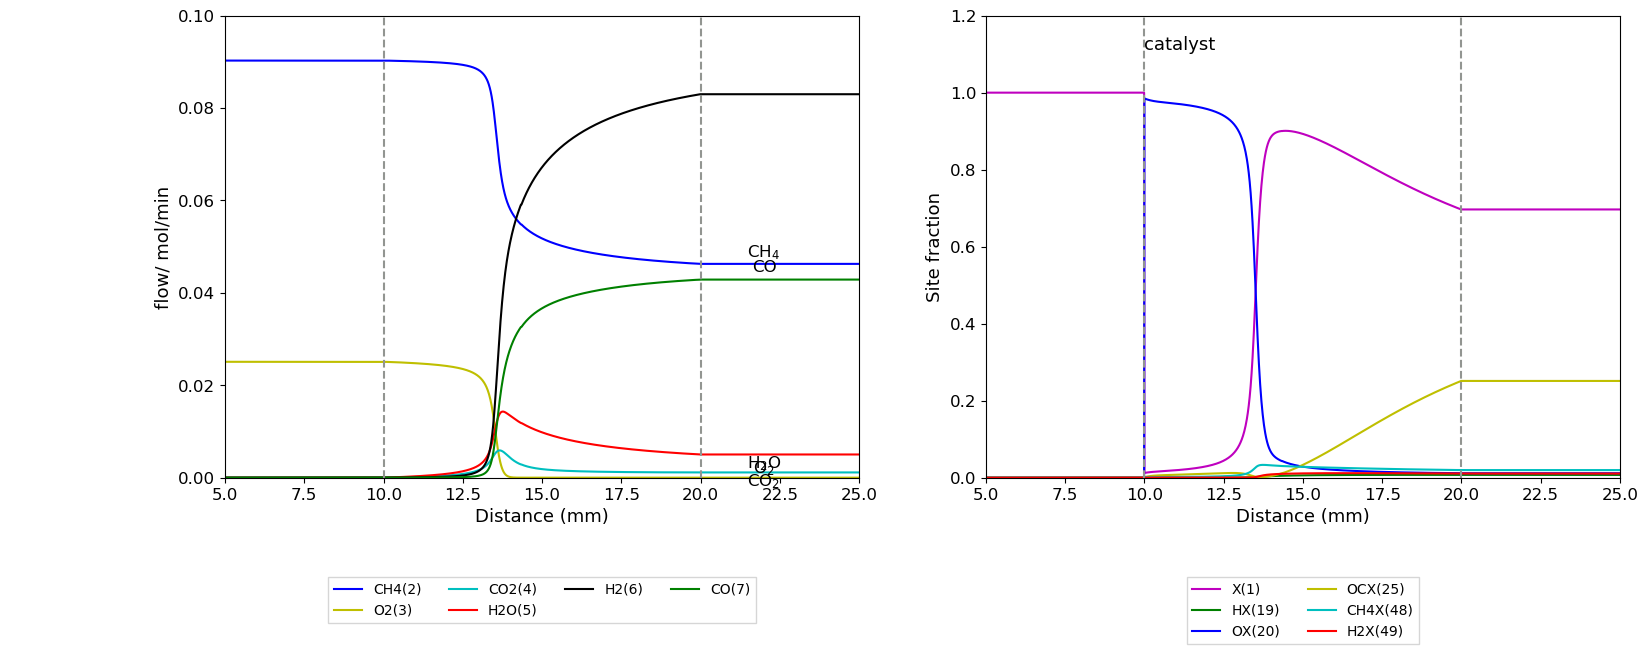 0.10
0.08
0.06
0.04
0.02
0.00
flow/ mol/min
CH4
CO
H2O
O2
CO2
5.0 7.5 10.0 12.5 15.0 17.5 20.0 22.5 25.0
Distance (mm)
CH4(2) CO2(4) H2(6) CO(7)
O2(3) H2O(5)
1.2
1.0
0.8
0.6
0.4
0.2
0.0
Site fraction
catalyst
5.0 7.5 10.0 12.5 15.0 17.5 20.0 22.5 25.0
Distance (mm)
X(1) OCX(25)
HX(19) CH4X(48)
OX(20) H2X(49)